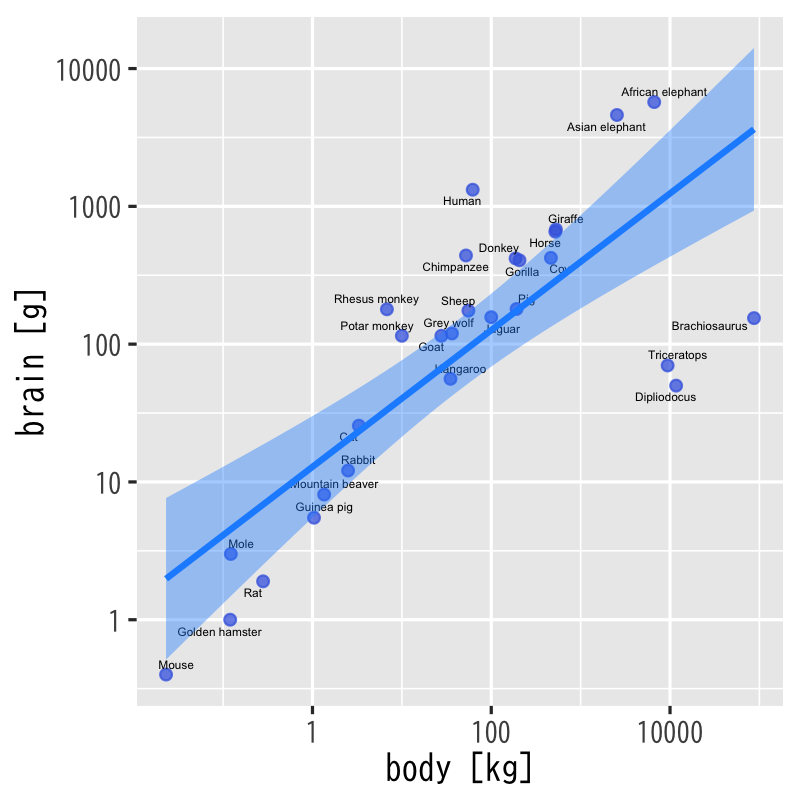 10000
1000
100
10
1
African elephant
Asian elephant
Human
Giraffe
Horse
Donkey
Gorilla
Cow
Chimpanzee
Rhesus monkey
Sheep
Pig
Potar monkey
Grey wolf
Jaguar
Goat
Brachiosaurus
Triceratops
Dipliodocus
Kangaroo
Cat
Rabbit
Mountain beaver
Guinea pig
Mole
Rat
Golden hamster
Mouse
1
100
10000
body [kg]
brain [g]